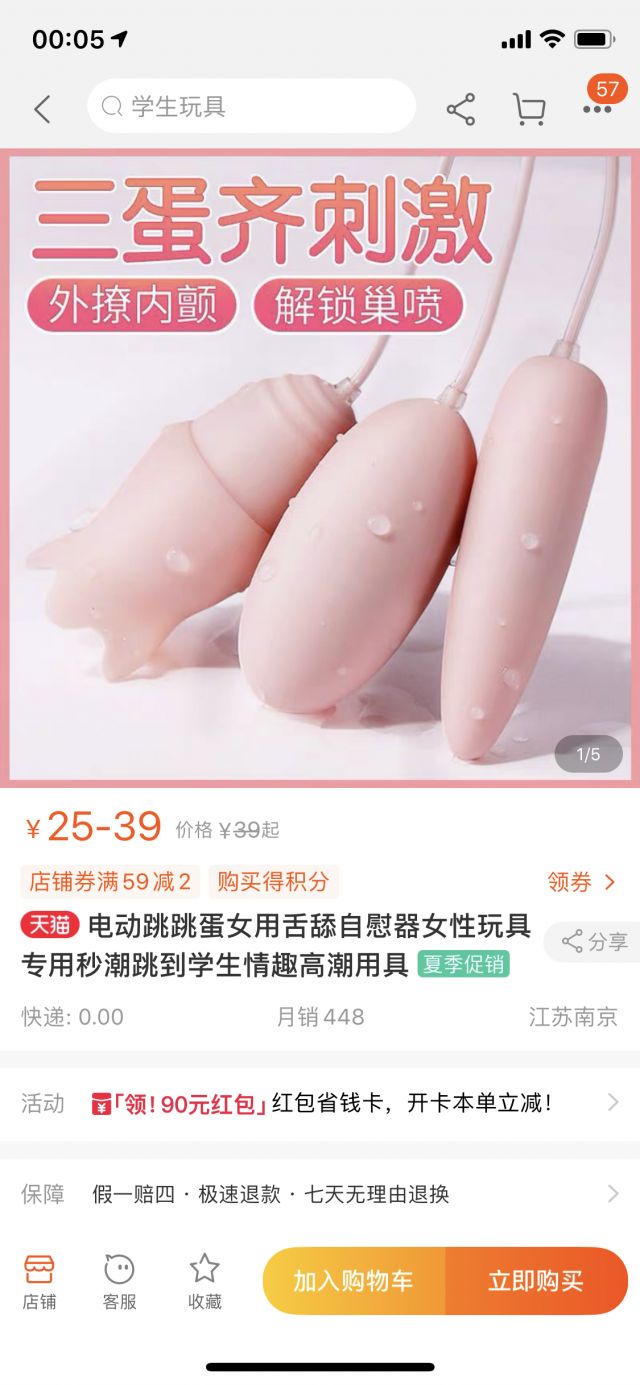 00:05
57
学生玩具
三蛋齐刺激
外撩内颤 解锁巢喷
1/5
¥25-39 价格 ¥39起
店铺券满59减2 购买得积分 领券
天猫 电动跳跳蛋女用舌舔自慰器女性玩具
专用秒潮跳到学生情趣高潮用具 夏季促销
分享
快递: 0.00 月销448 江苏南京
活动 「领!90元红包」红包省钱卡，开卡本单立减!
保障 假一赔四 · 极速退款 · 七天无理由退换
店铺 客服 收藏 加入购物车 立即购买